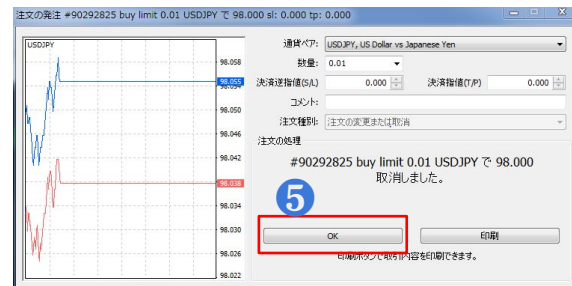 注文の発注 #90292825 buy limit 0.01 USDJPY で 98.000 sl: 0.000 tp: 0.000
USDJPY
98.058
98.055
98.050
98.046
98.042
98.038
98.034
98.030
98.026
98.022
通貨ペア: USDJPY, US Dollar vs Japanese Yen
数量: 0.01
決済逆指値(S/L) 0.000 決済指値(T/P) 0.000
コメント:
注文種別: 注文の変更または取消
注文の処理
#90292825 buy limit 0.01 USDJPY で 98.000
取消しました。
5
OK 印刷
印刷ボタンで取引内容を印刷できます。